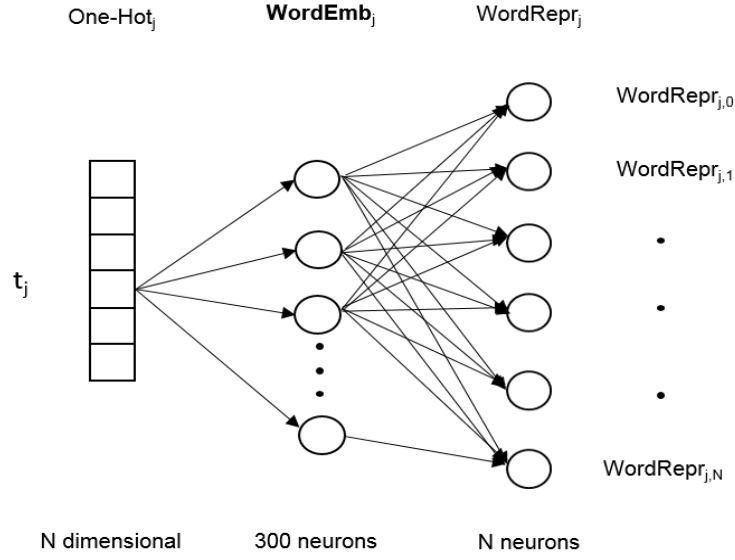 One-Hotj WordEmbj WordReprj
WordReprj,0
WordReprj,1
tj
WordReprj,N
N dimensional 300 neurons N neurons